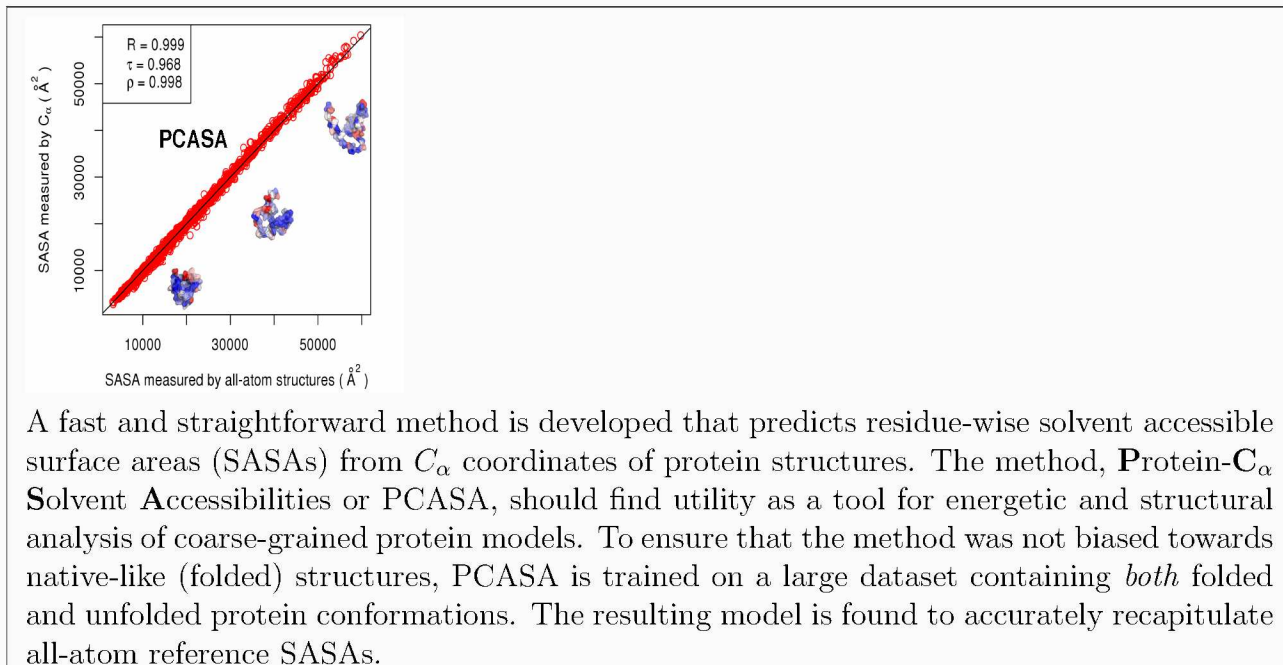 R = 0.999
τ = 0.968
ρ = 0.998
PCASA
SASA measured by Cα ( Å² )
50000
30000
10000
10000 30000 50000
SASA measured by all-atom structures ( Å² )
A fast and straightforward method is developed that predicts residue-wise solvent accessible
surface areas (SASAs) from Cα coordinates of protein structures. The method, Protein-Cα
Solvent Accessibilities or PCASA, should find utility as a tool for energetic and structural
analysis of coarse-grained protein models. To ensure that the method was not biased towards
native-like (folded) structures, PCASA is trained on a large dataset containing both folded
and unfolded protein conformations. The resulting model is found to accurately recapitulate
all-atom reference SASAs.